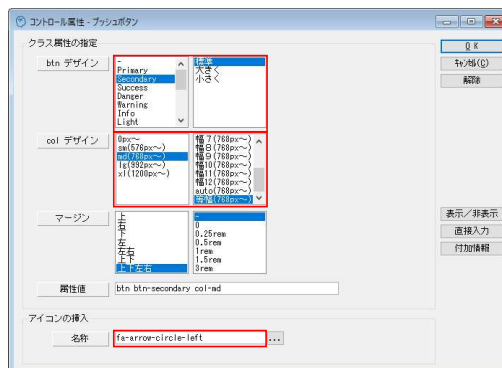 コントロール属性 - プッシュボタン
クラス属性の指定
btn デザイン
-
Primary
Secondary
Success
Danger
Warning
Info
Light
標準
大きく
小さく
col デザイン
0px～
sm(576px～)
md(768px～)
lg(992px～)
xl(1200px～)
幅7(768px～)
幅8(768px～)
幅9(768px～)
幅10(768px～)
幅11(768px～)
幅12(768px～)
auto(768px～)
等幅(768px～)
マージン
上
右
下
左
左右
上下
上下左右
-
0
0.25rem
0.5rem
1rem
1.5rem
3rem
属性値
btn btn-secondary col-md
アイコンの挿入
名称
fa-arrow-circle-left
...
OK
ｷｬﾝｾﾙ(C)
解除
表示／非表示
直接入力
付加情報